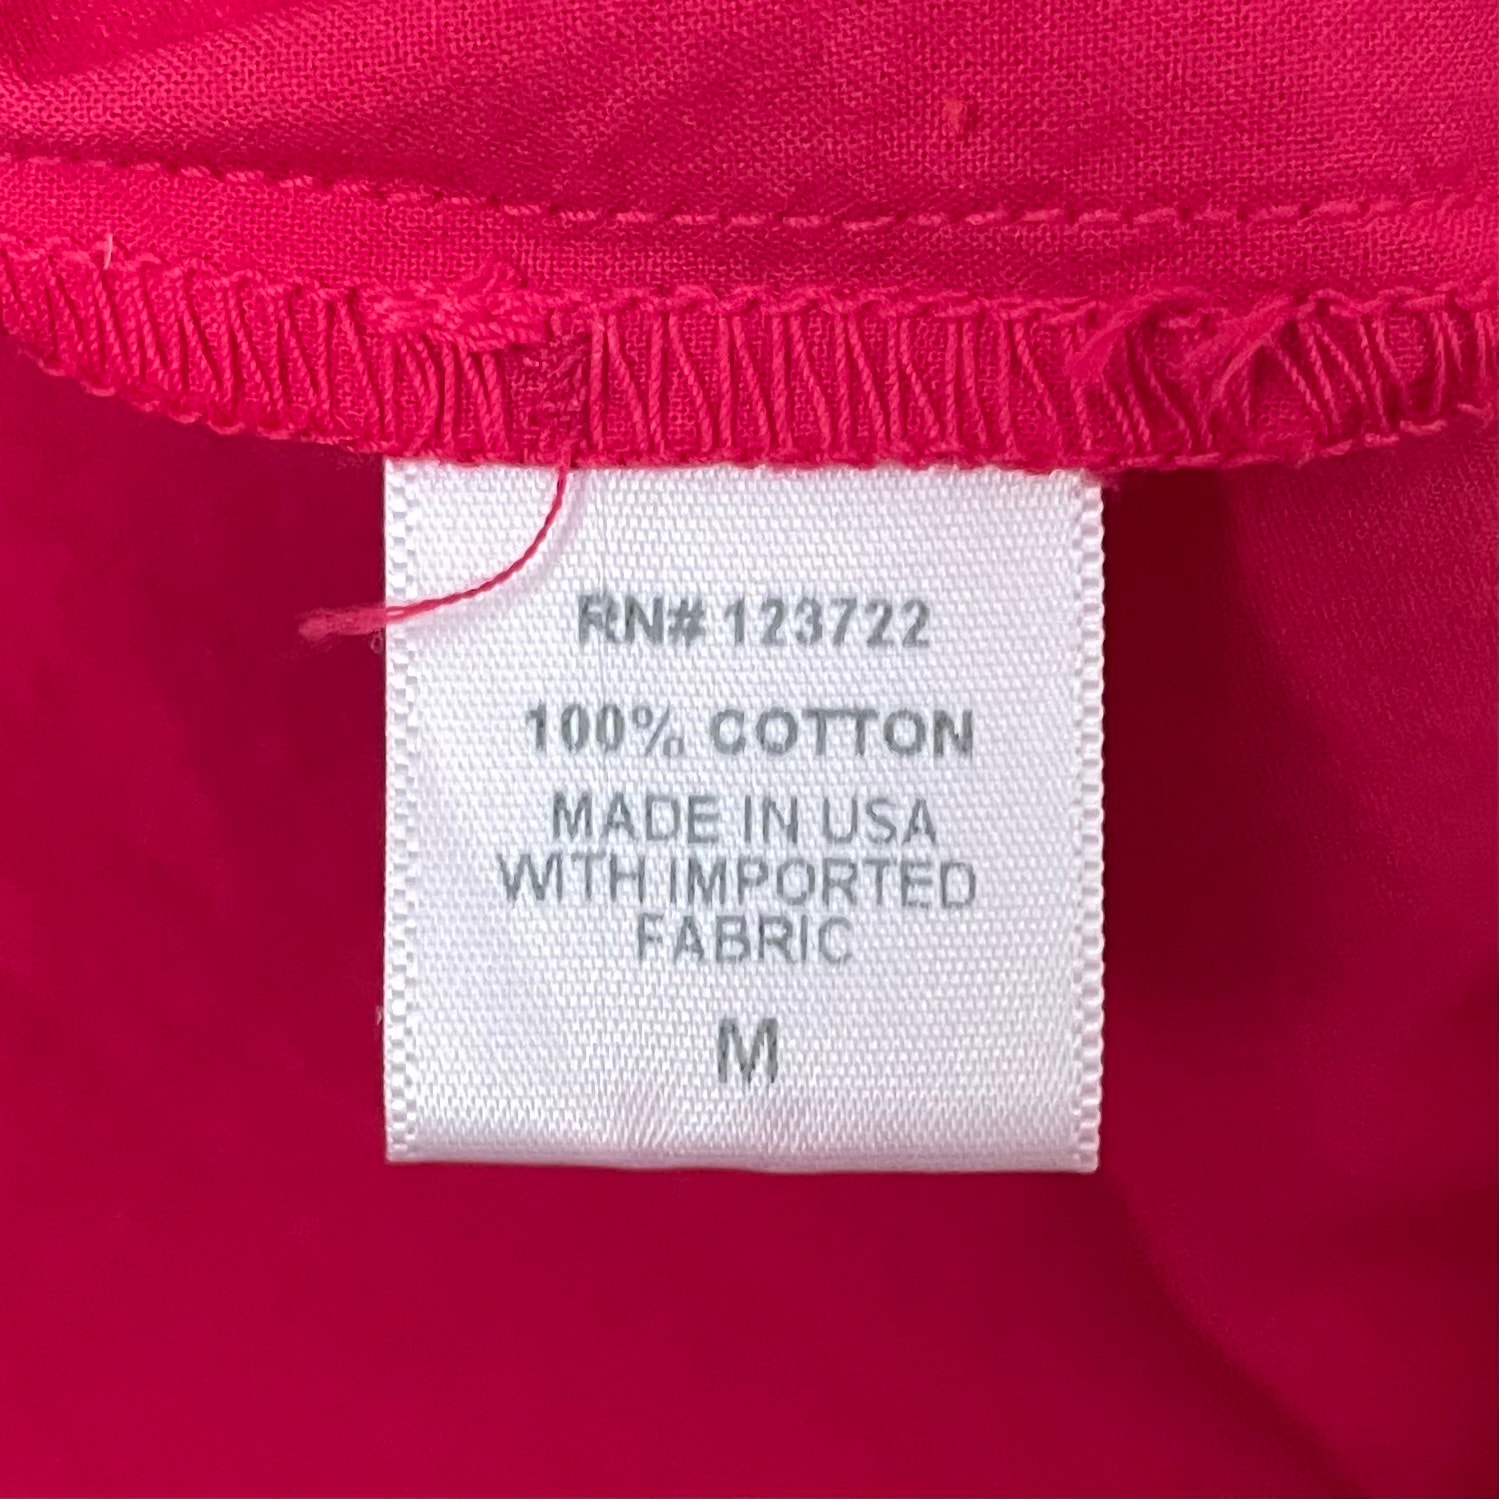 RN# 123722
100% COTTON
MADE IN USA
WITH IMPORTED
FABRIC
M